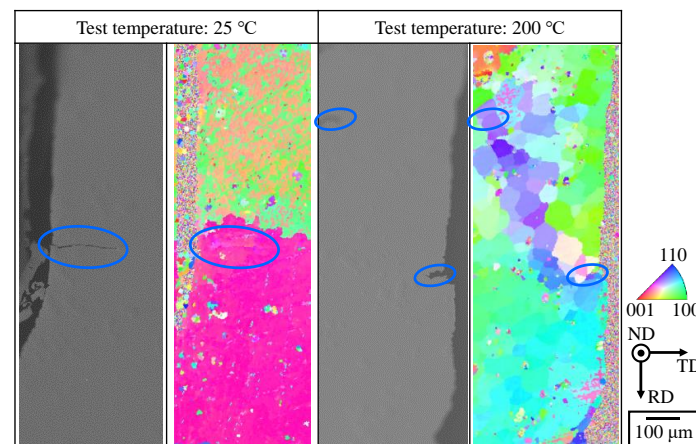 Test temperature: 25 °C
Test temperature: 200 °C
110
001 100
ND
TD
RD
100 μm